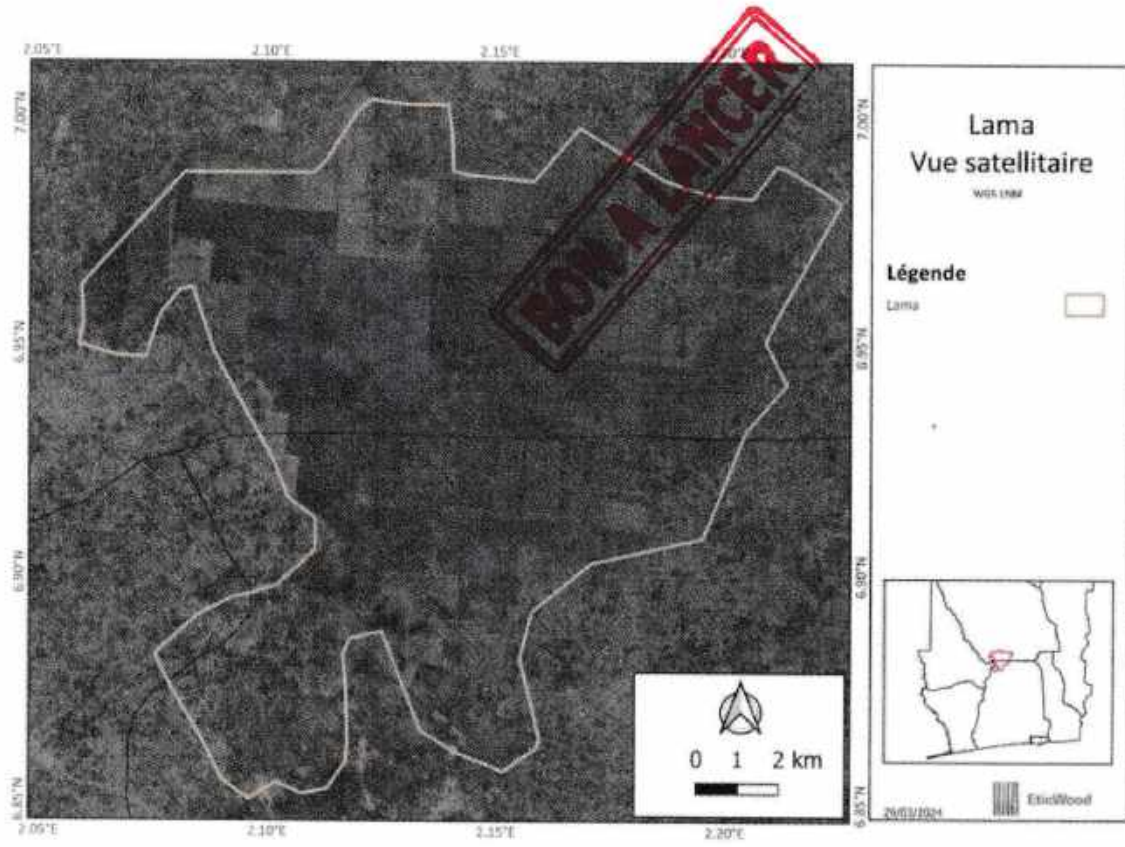 2.05°E 2.10°E 2.15°E
7.00°N 7.00°N
6.95°N 6.95°N
6.90°N 6.90°N
6.85°N 6.85°N
2.05°E 2.10°E 2.15°E 2.20°E
BON A LANCER
0 1 2 km
Lama
Vue satellitaire
WGS 1984
Légende
Lama
EticWood